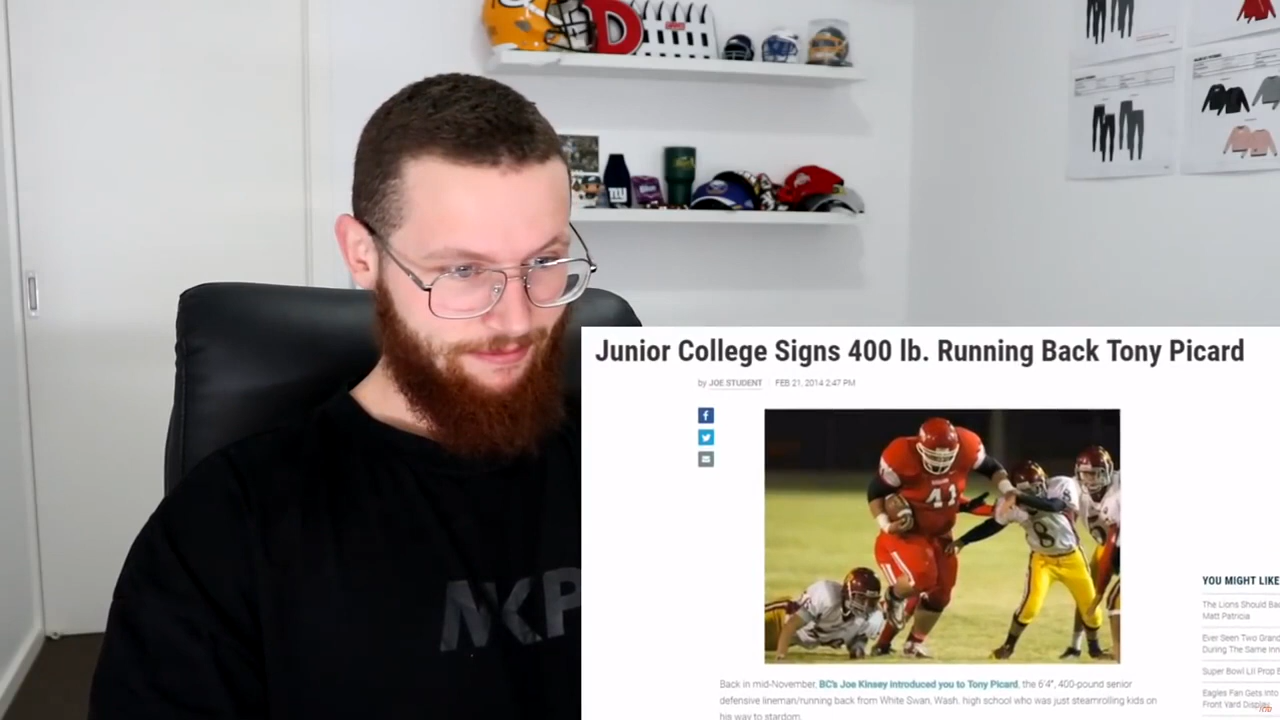 D
NY
MKP
Junior College Signs 400 lb. Running Back Tony Picard
by JOE STUDENT FEB 21, 2014 2:47 PM
41
8
YOU MIGHT LIKE
The Lions Should Ba
Matt Patricia
Ever Seen Two Grand
During The Same Inn
Super Bowl LII Prop B
Eagles Fan Gets Into
Front Yard Display
Back in mid-November, BC's Joe Kinsey introduced you to Tony Picard, the 6'4", 400-pound senior
defensive lineman/running back from White Swan, Wash. high school who was just steamrolling kids on
his way to stardom.